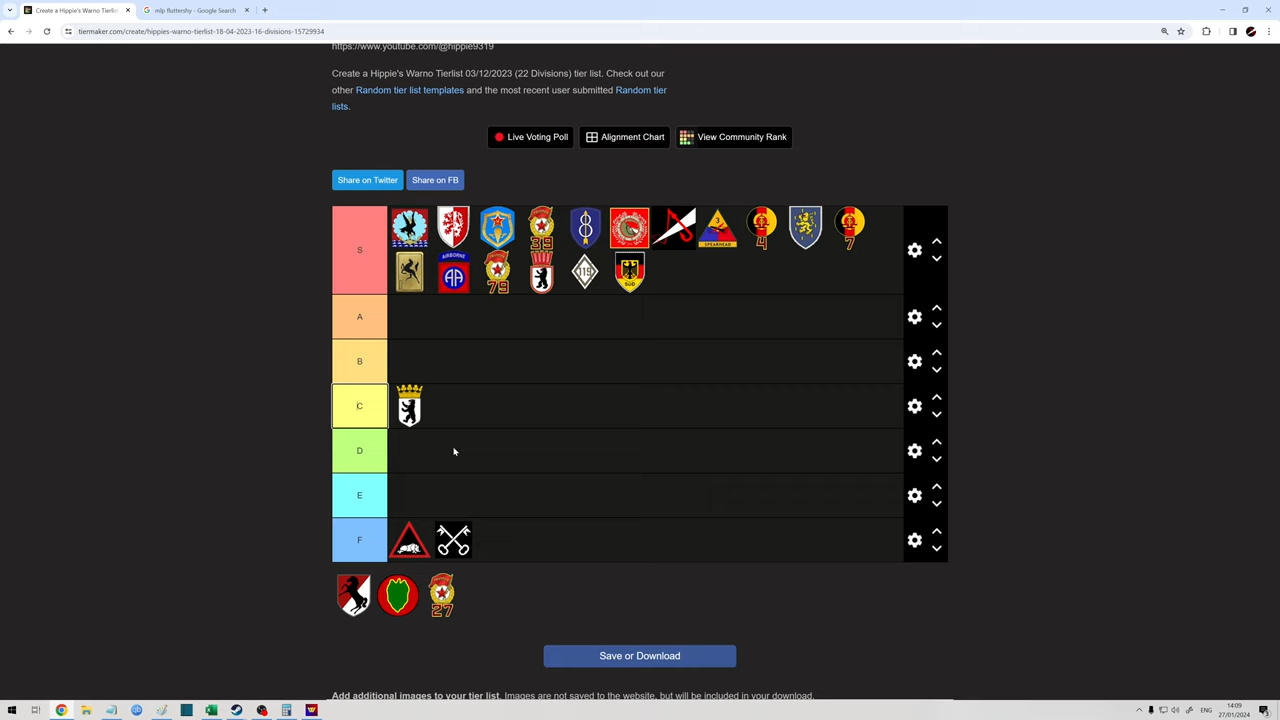 Create a Hippie's Warno Tierlist
mlp fluttershy - Google Search
tiermaker.com/create/hippies-warno-tierlist-18-04-2023-16-divisions-15729934
https://www.youtube.com/@hippie9319
Create a Hippie's Warno Tierlist 03/12/2023 (22 Divisions) tier list. Check out our
other Random tier list templates and the most recent user submitted Random tier
lists.
Live Voting Poll
Alignment Chart
View Community Rank
Share on Twitter
Share on FB
S
39
3
SPEARHEAD
4
7
AIRBORNE
AA
79
119
SÜD
A
B
C
D
E
F
27
Save or Download
Add additional images to your tier list. Images are not saved to the website, but will be included in your download.
ENG
14:09
27/01/2024